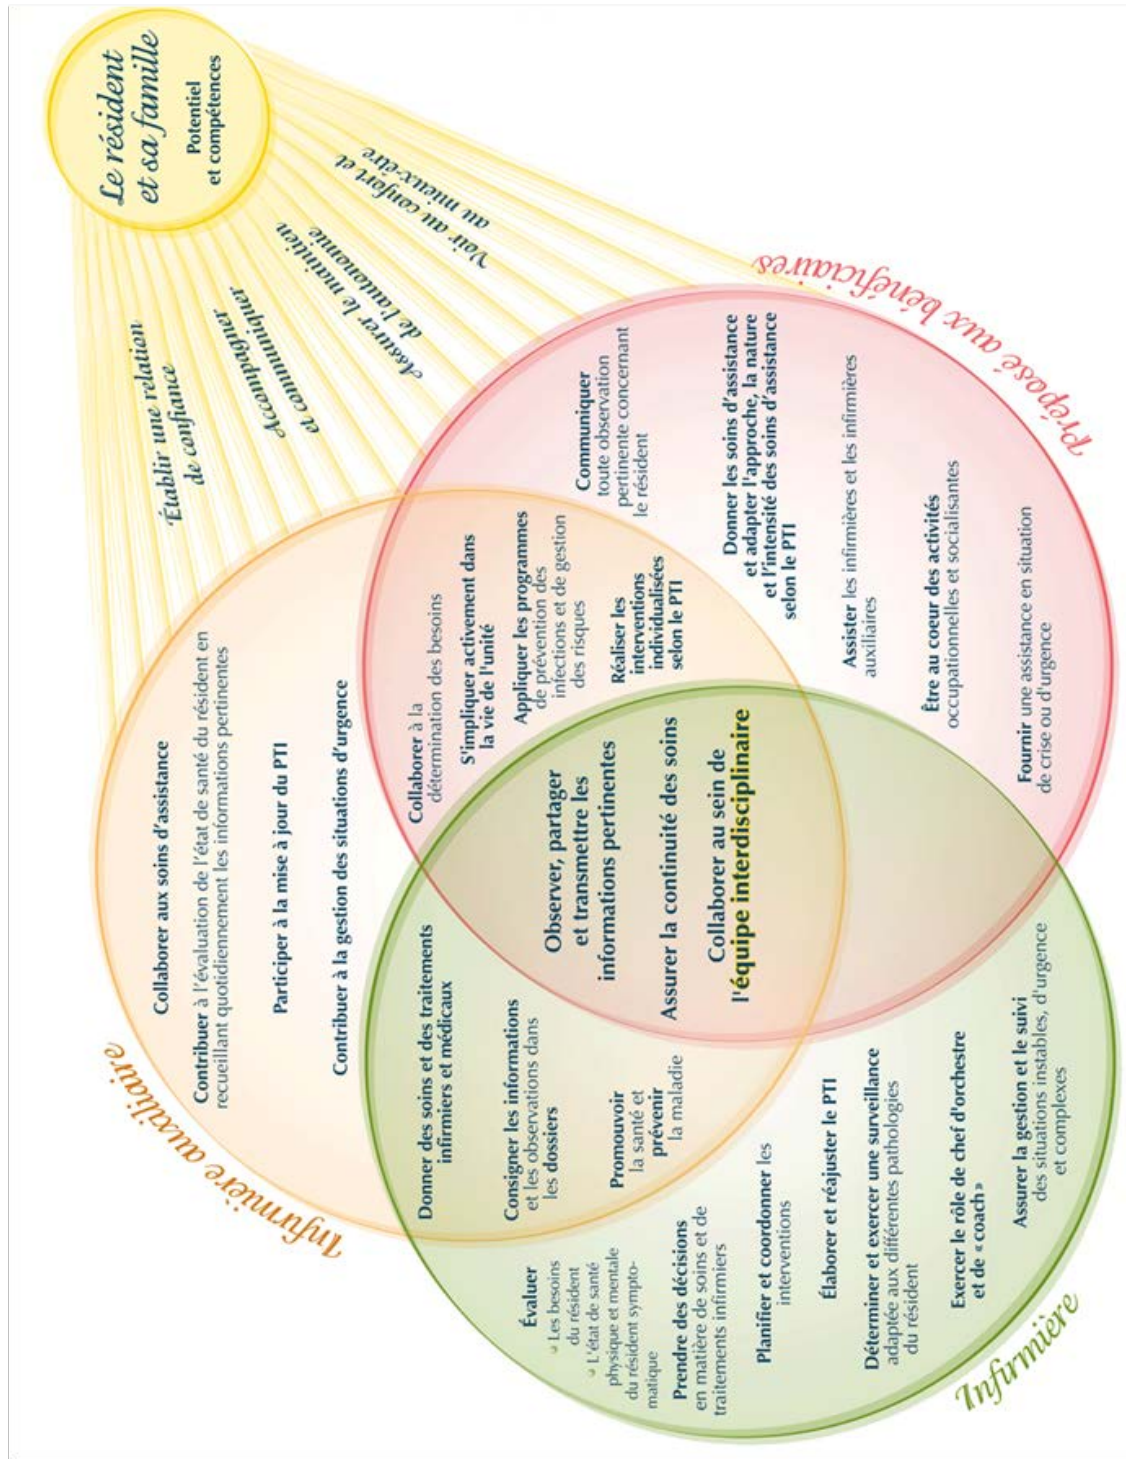 Le résident
et sa famille
Potentiel
et compétences
Établir une relation
de confiance
Accompagner
et communiquer
Assurer le maintien
de l'autonomie
Voir au confort et
au mieux-être
Infirmière auxiliaire
Collaborer aux soins d'assistance
Contribuer à l'évaluation de l'état de santé du résident en
recueillant quotidiennement les informations pertinentes
Participer à la mise à jour du PTI
Contribuer à la gestion des situations d'urgence
Collaborer à la
détermination des besoins
S'impliquer activement dans
la vie de l'unité
Appliquer les programmes
de prévention des
infections et de gestion
des risques
Réaliser les
interventions
individualisées
selon le PTI
Préposé aux bénéficiaires
Communiquer
toute observation
pertinente concernant
le résident
Donner les soins d'assistance
et adapter l'approche, la nature
et l'intensité des soins d'assistance
selon le PTI
Assister les infirmières et les infirmières
auxiliaires
Être au coeur des activités
occupationnelles et socialisantes
Fournir une assistance en situation
de crise ou d'urgence
Observer, partager
et transmettre les
informations pertinentes
Assurer la continuité des soins
Collaborer au sein de
l'équipe interdisciplinaire
Donner des soins et des traitements
infirmiers et médicaux
Consigner les informations
et les observations dans
les dossiers
Promouvoir
la santé et
prévenir
la maladie
Infirmière
Évaluer
Les besoins
du résident
L'état de santé
physique et mentale
du résident sympto-
matique
Prendre des décisions
en matière de soins et de
traitements infirmiers
Planifier et coordonner les
interventions
Élaborer et réajuster le PTI
Déterminer et exercer une surveillance
adaptée aux différentes pathologies
du résident
Exercer le rôle de chef d'orchestre
et de « coach »
Assurer la gestion et le suivi
des situations instables, d'urgence
et complexes